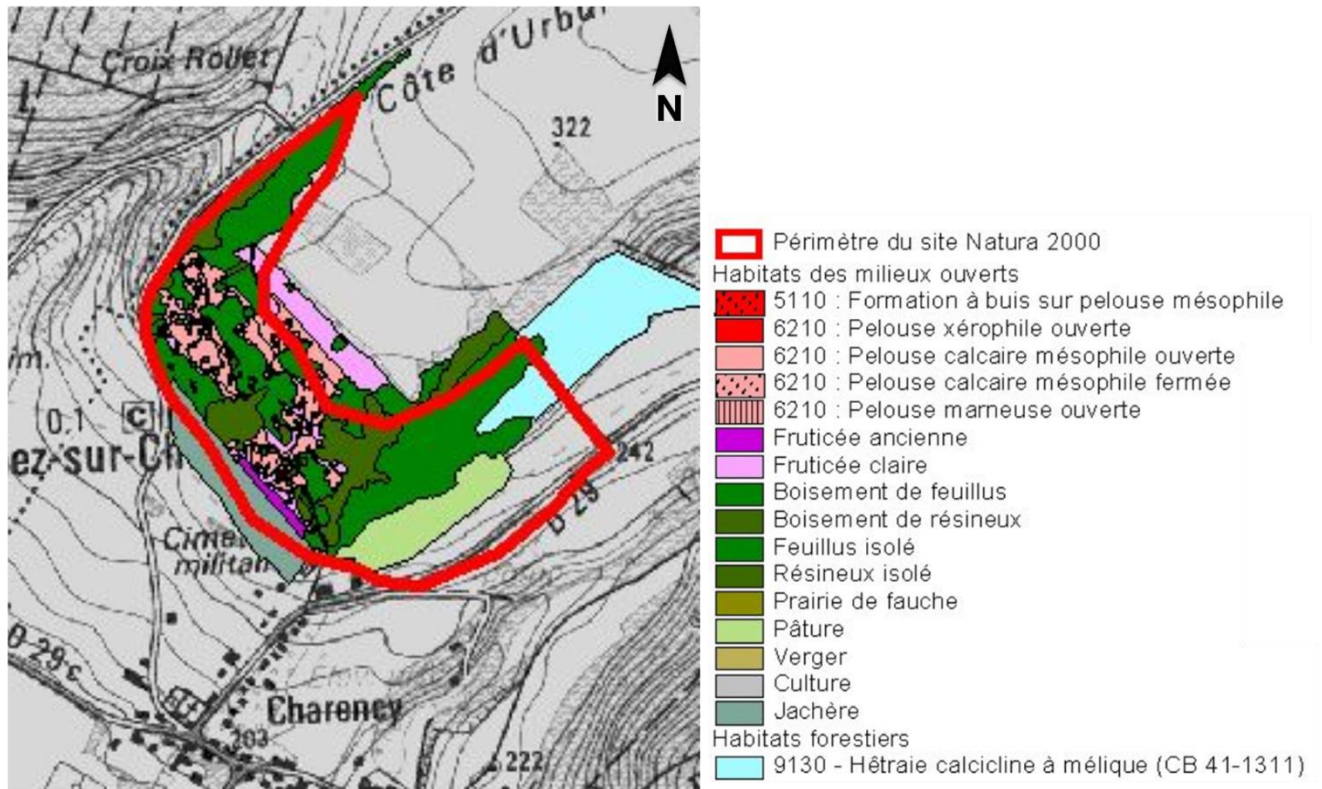 Croix Rollet
Côte d'Urbu
N
322
im.
0.1
C
ez-sur-Ch
242
D 29
Cimet
militan
D 29 c
Charency
203
222
Périmètre du site Natura 2000
Habitats des milieux ouverts
5110 : Formation à buis sur pelouse mésophile
6210 : Pelouse xérophile ouverte
6210 : Pelouse calcaire mésophile ouverte
6210 : Pelouse calcaire mésophile fermée
6210 : Pelouse marneuse ouverte
Fruticée ancienne
Fruticée claire
Boisement de feuillus
Boisement de résineux
Feuillus isolé
Résineux isolé
Prairie de fauche
Pâture
Verger
Culture
Jachère
Habitats forestiers
9130 - Hêtraie calcicline à mélique (CB 41-1311)